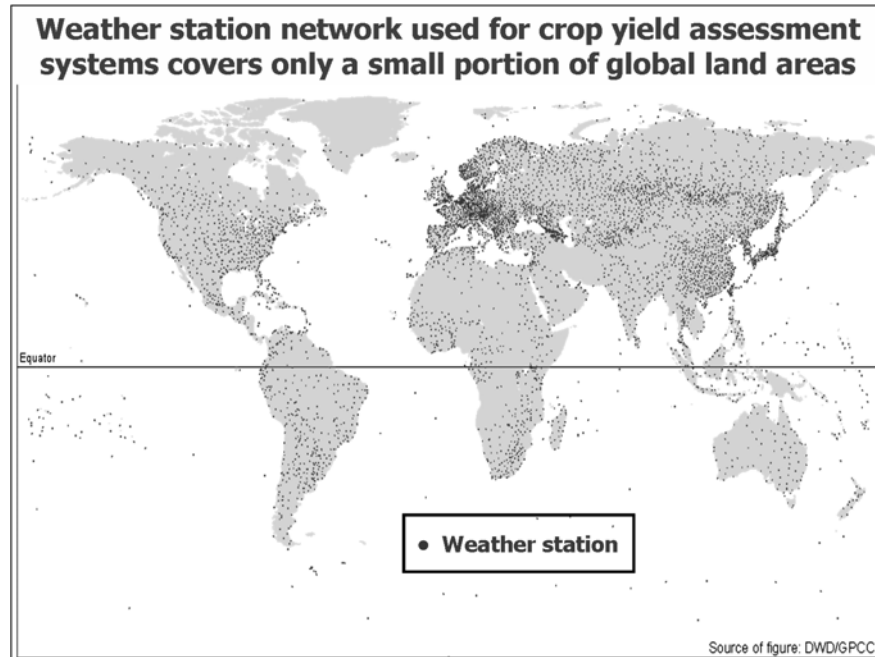 Weather station network used for crop yield assessment
systems covers only a small portion of global land areas
Equator
• Weather station
Source of figure: DWD/GPCC